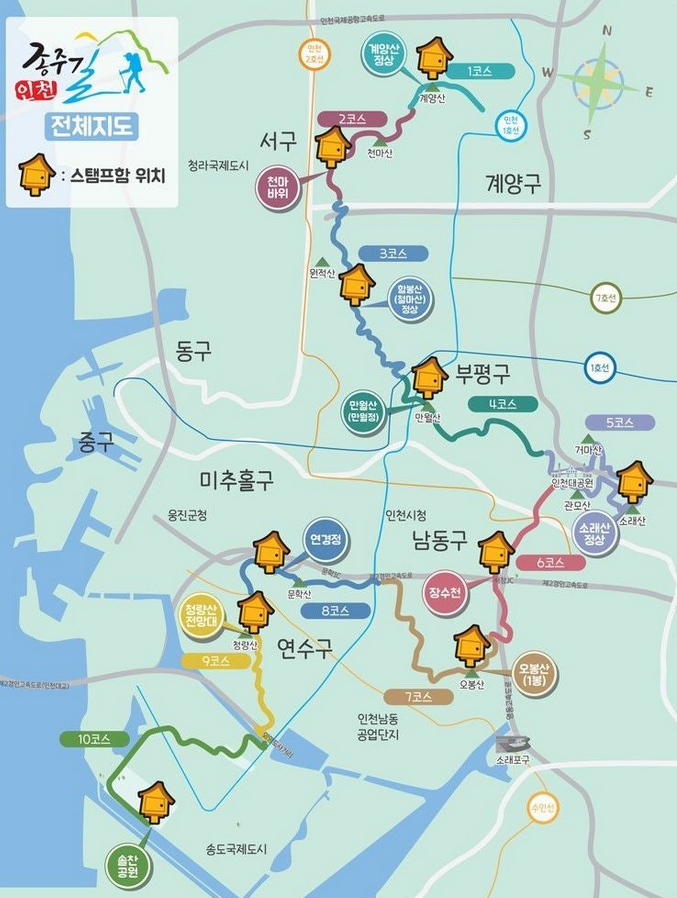 종주길
인천
전체지도
: 스탬프함 위치
인천국제공항고속도로
인천
2호선
계양산
정상
1코스
계양산
N
W
E
S
인천
1호선
2코스
서구
천마산
청라국제도시
천마
바위
계양구
3코스
원적산
함봉산
(철마산)
정상
7호선
동구
1호선
부평구
만월산
(만월정)
만월산
4코스
5코스
거마산
중구
인천대공원
관모산
소래산
소래산
정상
미추홀구
옹진군청
인천시청
남동구
연경정
6코스
문학IC
제2경인고속도로
서창JC
제2경인고속도로
장수천
문학산
8코스
청량산
전망대
청량산
연수구
9코스
오봉산
오봉산
(1봉)
제2경인고속도로(인천대교)
7코스
영동고속도로
인천남동
공업단지
10코스
소래포구
수인선
솔찬
공원
송도국제도시